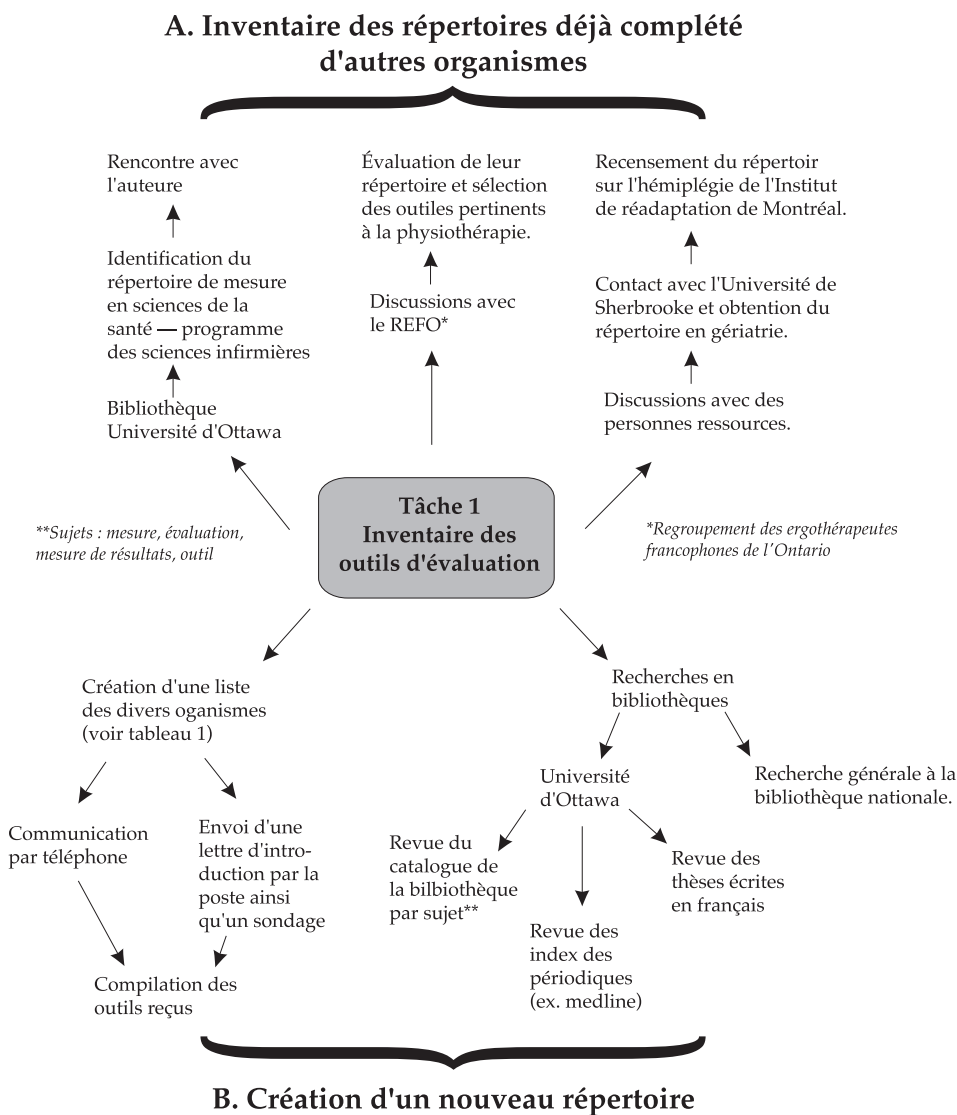 A. Inventaire des répertoires déjà complété
d'autres organismes
Rencontre avec
l'auteure
Identification du
répertoire de mesure
en sciences de la
santé — programme
des sciences infirmières
Bibliothèque
Université d'Ottawa
Évaluation de leur
répertoire et sélection
des outiles pertinents
à la physiothérapie.
Discussions avec
le REFO*
Recensement du répertoir
sur l'hémiplégie de l'Institut
de réadaptation de Montréal.
Contact avec l'Université de
Sherbrooke et obtention du
répertoire en gériatrie.
Discussions avec des
personnes ressources.
**Sujets : mesure, évaluation,
mesure de résultats, outil
Tâche 1
Inventaire des
outils d'évaluation
*Regroupement des ergothérapeutes
francophones de l'Ontario
Création d'une liste
des divers oganismes
(voir tableau 1)
Communication
par téléphone
Envoi d'une
lettre d'intro-
duction par la
poste ainsi
qu'un sondage
Compilation des
outils reçus
Recherches en
bibliothèques
Université
d'Ottawa
Recherche générale à la
bibliothèque nationale.
Revue du
catalogue de
la bilbiothèque
par sujet**
Revue des
index des
périodiques
(ex. medline)
Revue des
thèses écrites
en français
B. Création d'un nouveau répertoire